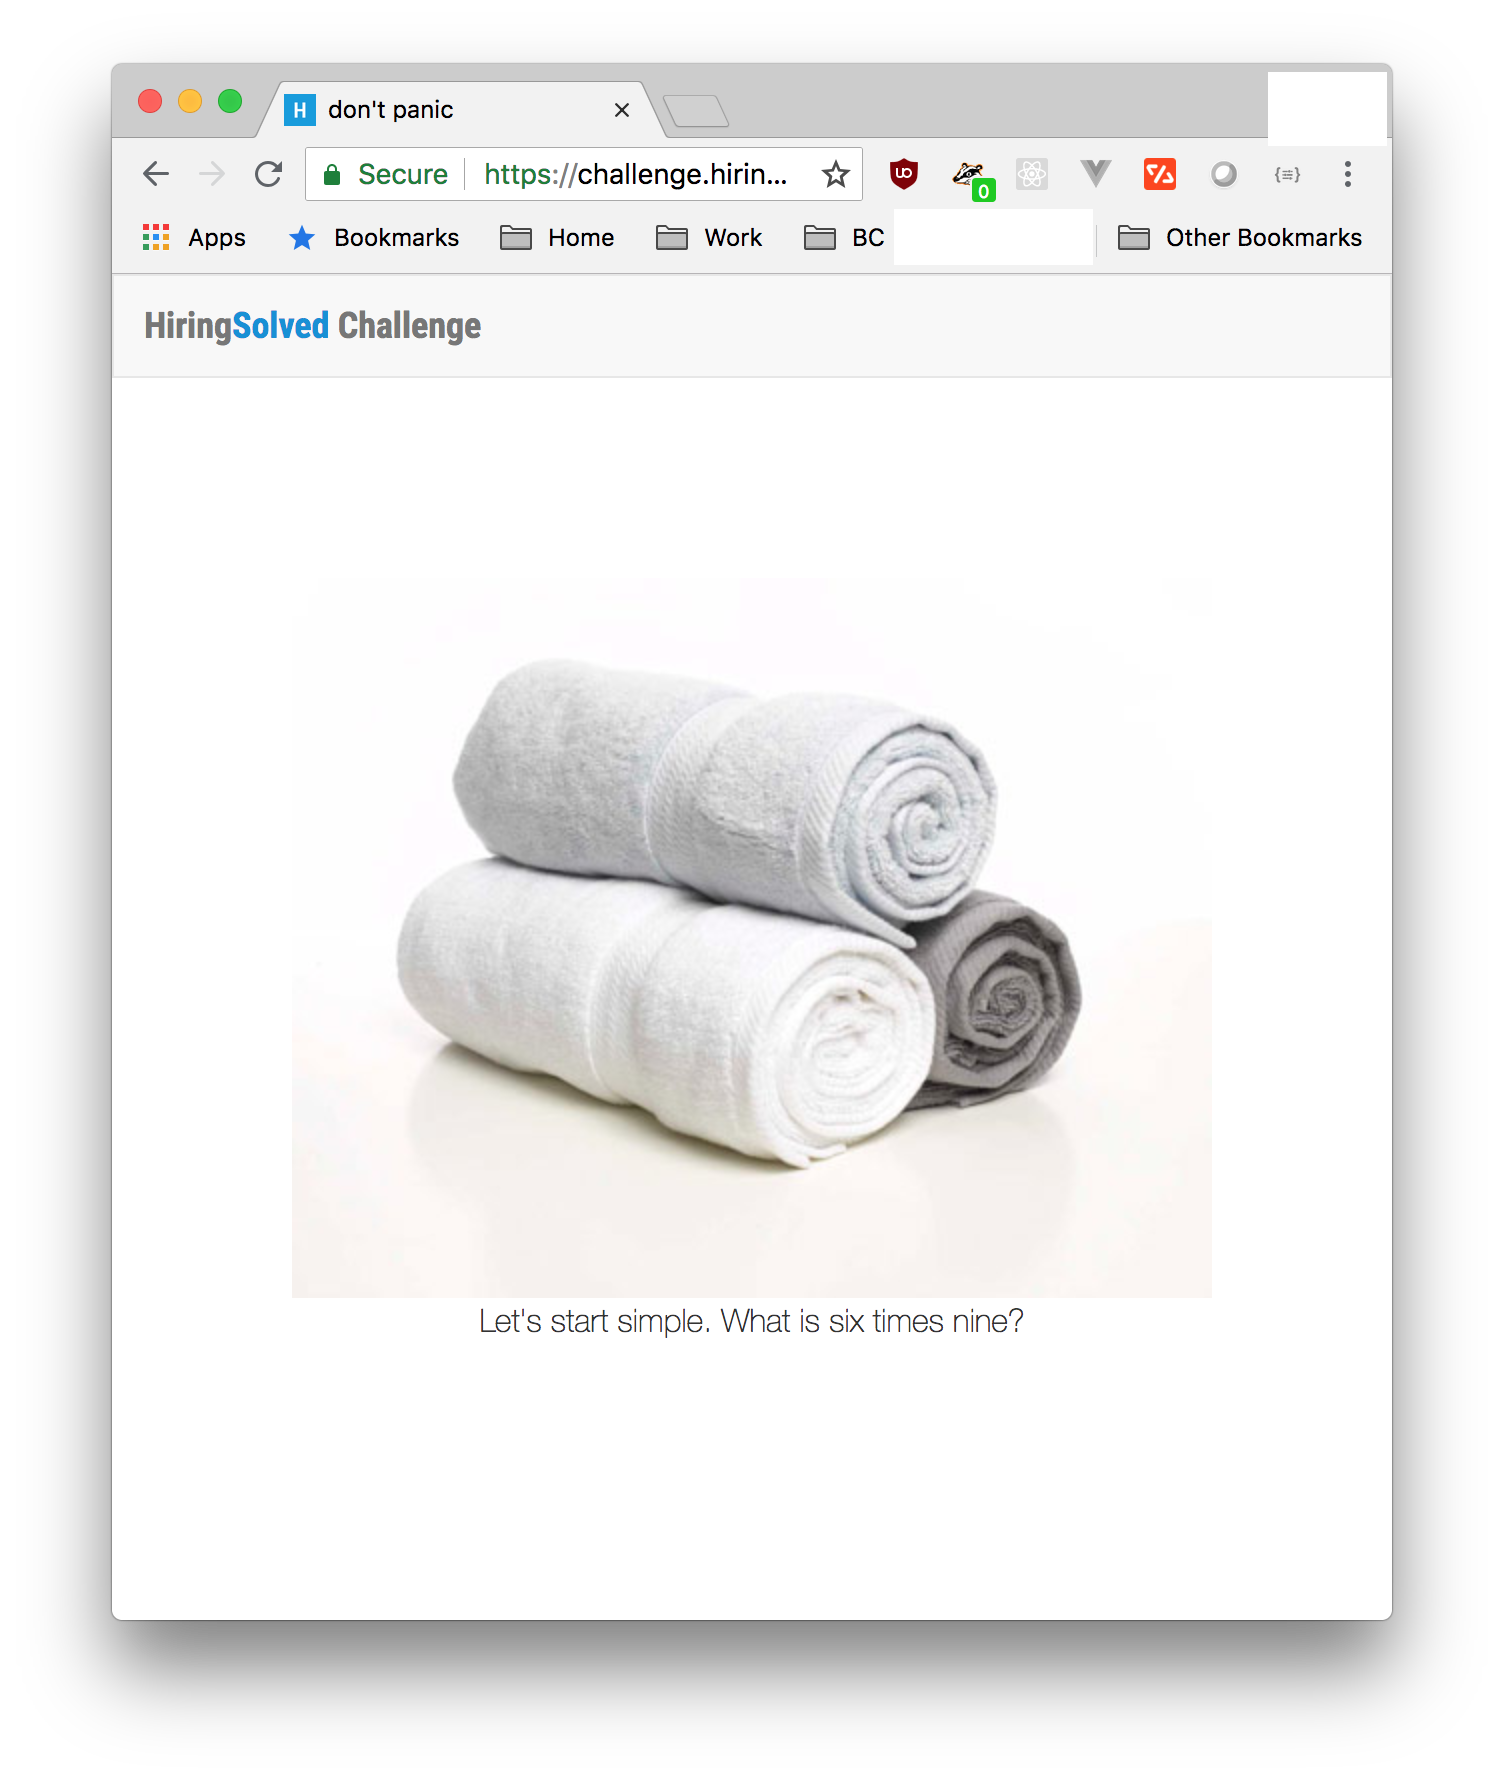 H don't panic
Secure https://challenge.hirin...
0
Apps Bookmarks Home Work BC Other Bookmarks
HiringSolved Challenge
Let's start simple. What is six times nine?